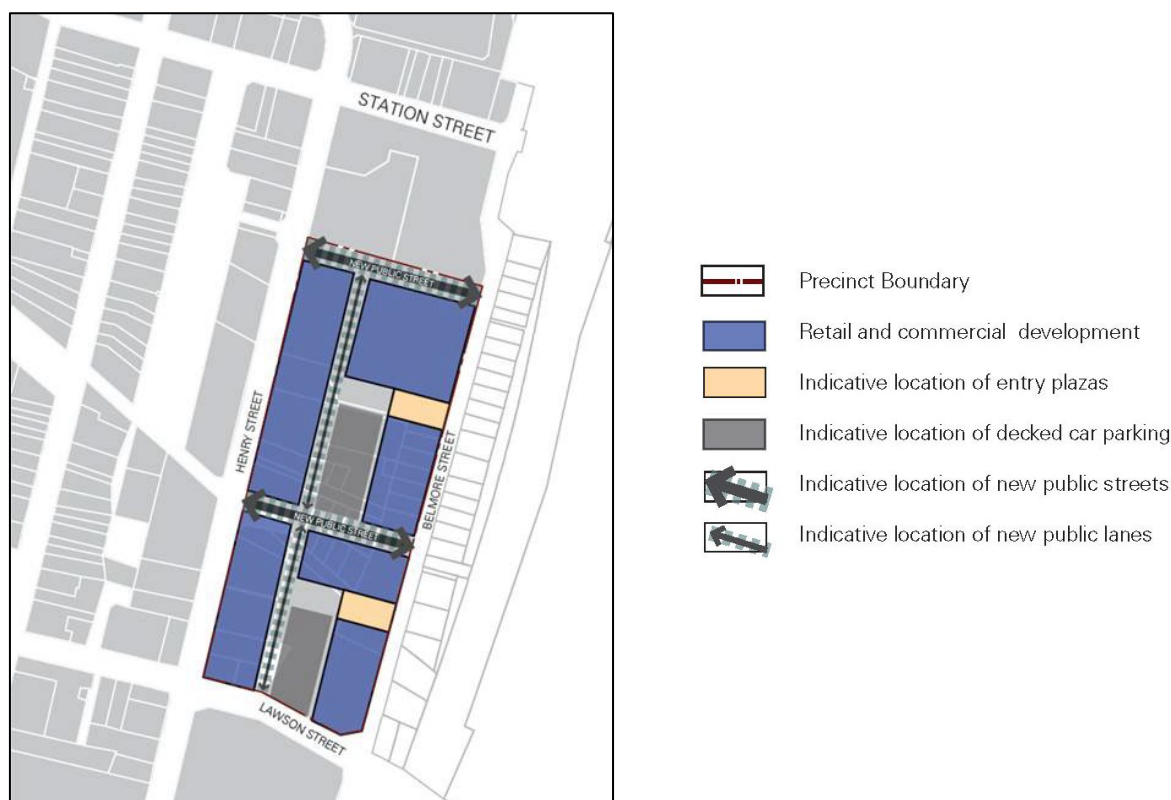 STATION STREET
NEW PUBLIC STREET
HENRY STREET
BELMORE STREET
NEW PUBLIC STREET
LAWSON STREET
Precinct Boundary
Retail and commercial development
Indicative location of entry plazas
Indicative location of decked car parking
Indicative location of new public streets
Indicative location of new public lanes